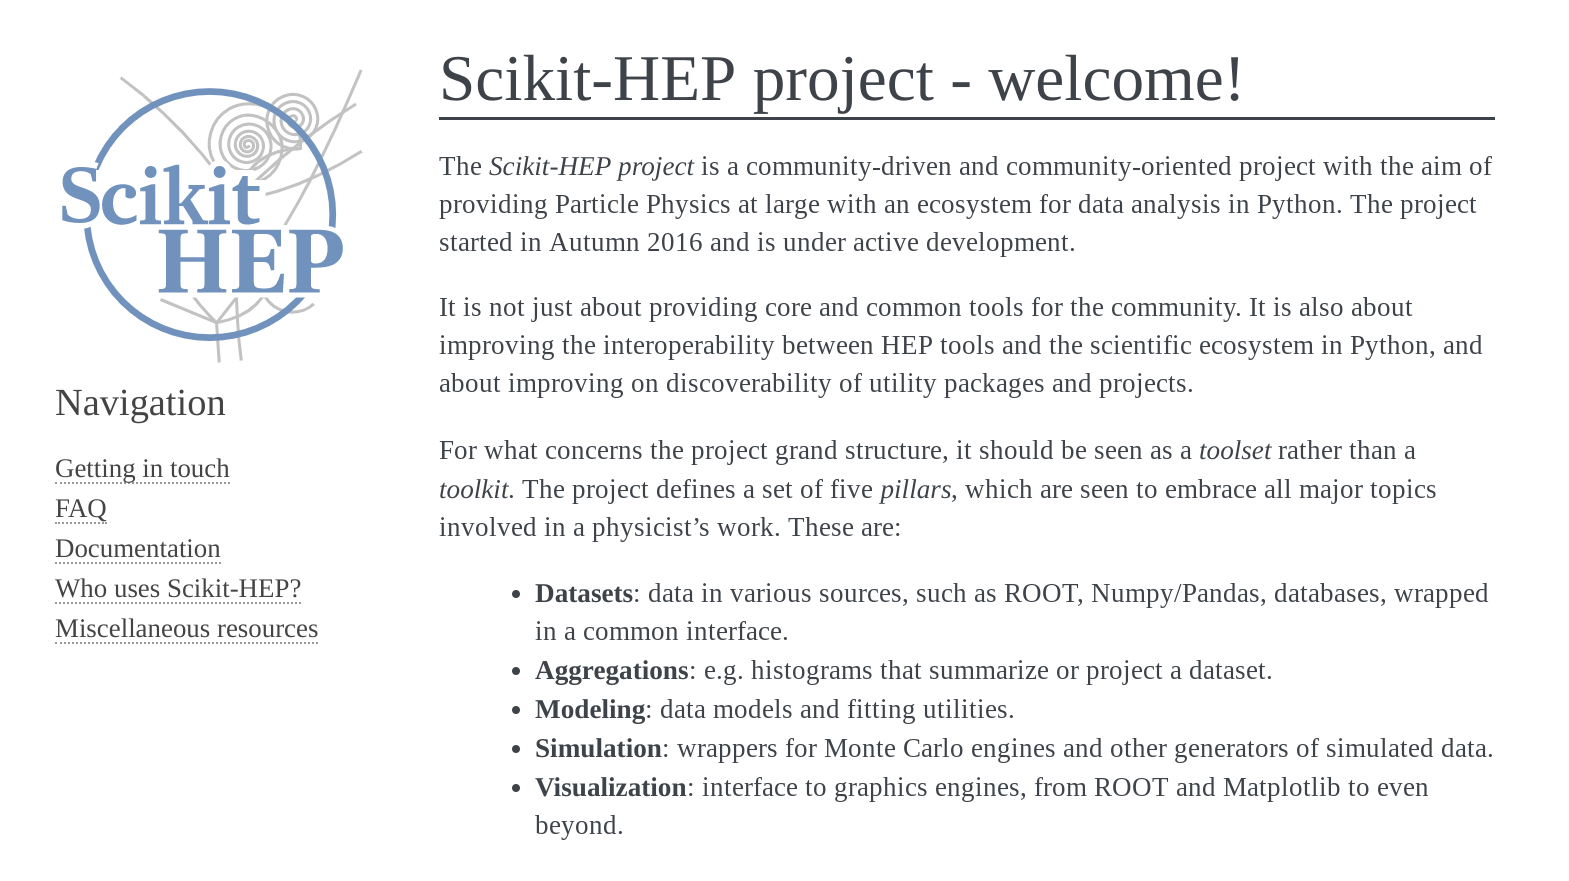 Scikit
HEP
Navigation
Getting in touch
FAQ
Documentation
Who uses Scikit-HEP?
Miscellaneous resources
Scikit-HEP project - welcome!
The Scikit-HEP project is a community-driven and community-oriented project with the aim of
providing Particle Physics at large with an ecosystem for data analysis in Python. The project
started in Autumn 2016 and is under active development.
It is not just about providing core and common tools for the community. It is also about
improving the interoperability between HEP tools and the scientific ecosystem in Python, and
about improving on discoverability of utility packages and projects.
For what concerns the project grand structure, it should be seen as a toolset rather than a
toolkit. The project defines a set of five pillars, which are seen to embrace all major topics
involved in a physicist’s work. These are:
• Datasets: data in various sources, such as ROOT, Numpy/Pandas, databases, wrapped
in a common interface.
• Aggregations: e.g. histograms that summarize or project a dataset.
• Modeling: data models and fitting utilities.
• Simulation: wrappers for Monte Carlo engines and other generators of simulated data.
• Visualization: interface to graphics engines, from ROOT and Matplotlib to even
beyond.